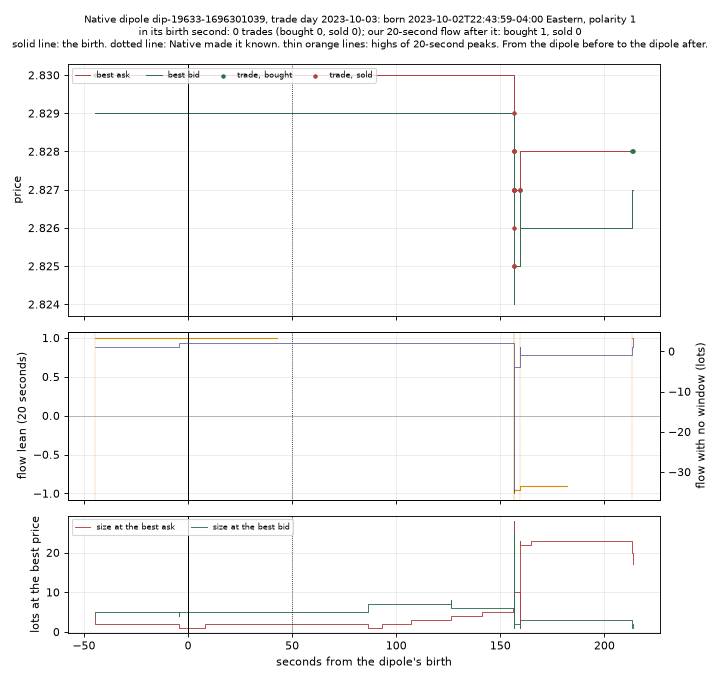 Native dipole dip-19633-1696301039, trade day 2023-10-03: born 2023-10-02T22:43:59-04:00 Eastern, polarity 1
in its birth second: 0 trades (bought 0, sold 0); our 20-second flow after it: bought 1, sold 0
solid line: the birth. dotted line: Native made it known. thin orange lines: highs of 20-second peaks. From the dipole before to the dipole after.
best ask best bid trade, bought trade, sold
2.830
2.829
2.828
2.827
2.826
2.825
2.824
price
1.0
0.5
0.0
−0.5
−1.0
flow lean (20 seconds)
0
−10
−20
−30
flow with no window (lots)
size at the best ask size at the best bid
20
10
0
lots at the best price
−50 0 50 100 150 200
seconds from the dipole's birth